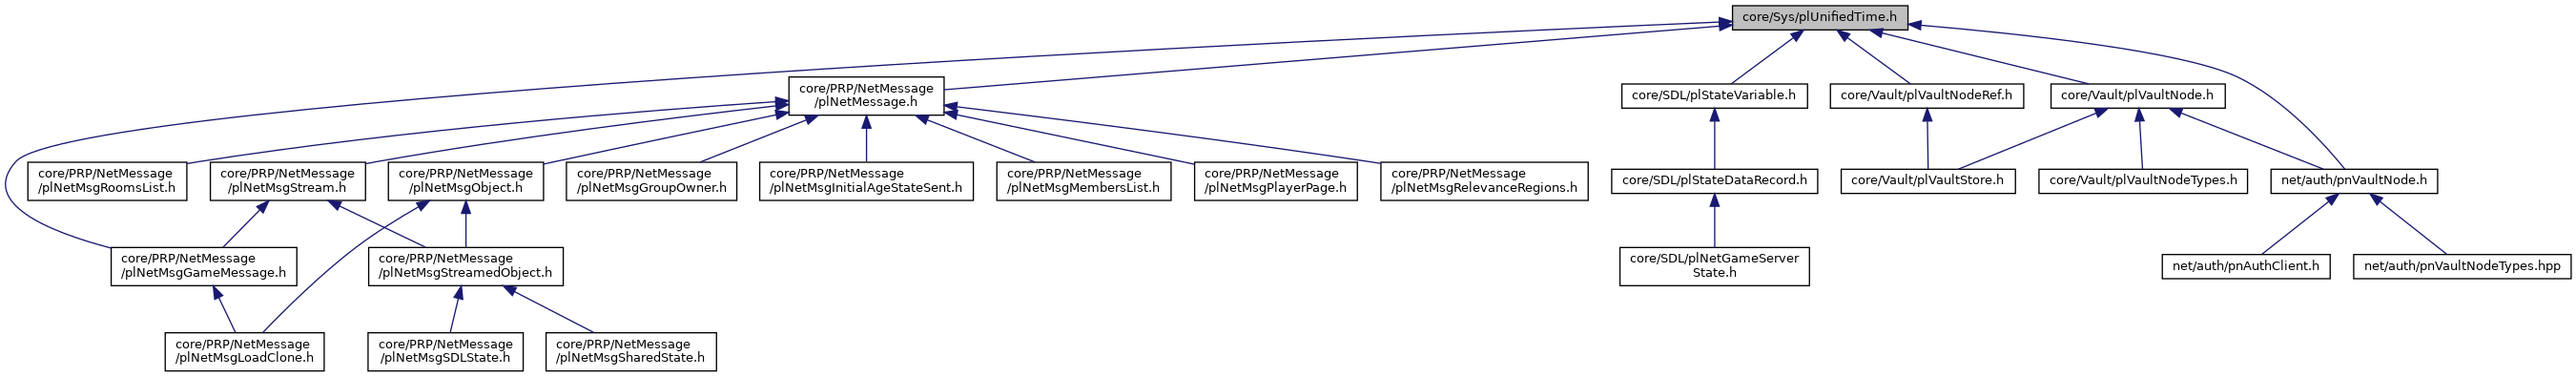 core/Sys/plUnifiedTime.h
core/PRP/NetMessage
/plNetMessage.h
core/SDL/plStateVariable.h
core/Vault/plVaultNodeRef.h
core/Vault/plVaultNode.h
core/PRP/NetMessage
/plNetMsgRoomsList.h
core/PRP/NetMessage
/plNetMsgStream.h
core/PRP/NetMessage
/plNetMsgObject.h
core/PRP/NetMessage
/plNetMsgGroupOwner.h
core/PRP/NetMessage
/plNetMsgInitialAgeStateSent.h
core/PRP/NetMessage
/plNetMsgMembersList.h
core/PRP/NetMessage
/plNetMsgPlayerPage.h
core/PRP/NetMessage
/plNetMsgRelevanceRegions.h
core/SDL/plStateDataRecord.h
core/Vault/plVaultStore.h
core/Vault/plVaultNodeTypes.h
net/auth/pnVaultNode.h
core/PRP/NetMessage
/plNetMsgGameMessage.h
core/PRP/NetMessage
/plNetMsgStreamedObject.h
core/SDL/plNetGameServer
State.h
net/auth/pnAuthClient.h
net/auth/pnVaultNodeTypes.hpp
core/PRP/NetMessage
/plNetMsgLoadClone.h
core/PRP/NetMessage
/plNetMsgSDLState.h
core/PRP/NetMessage
/plNetMsgSharedState.h